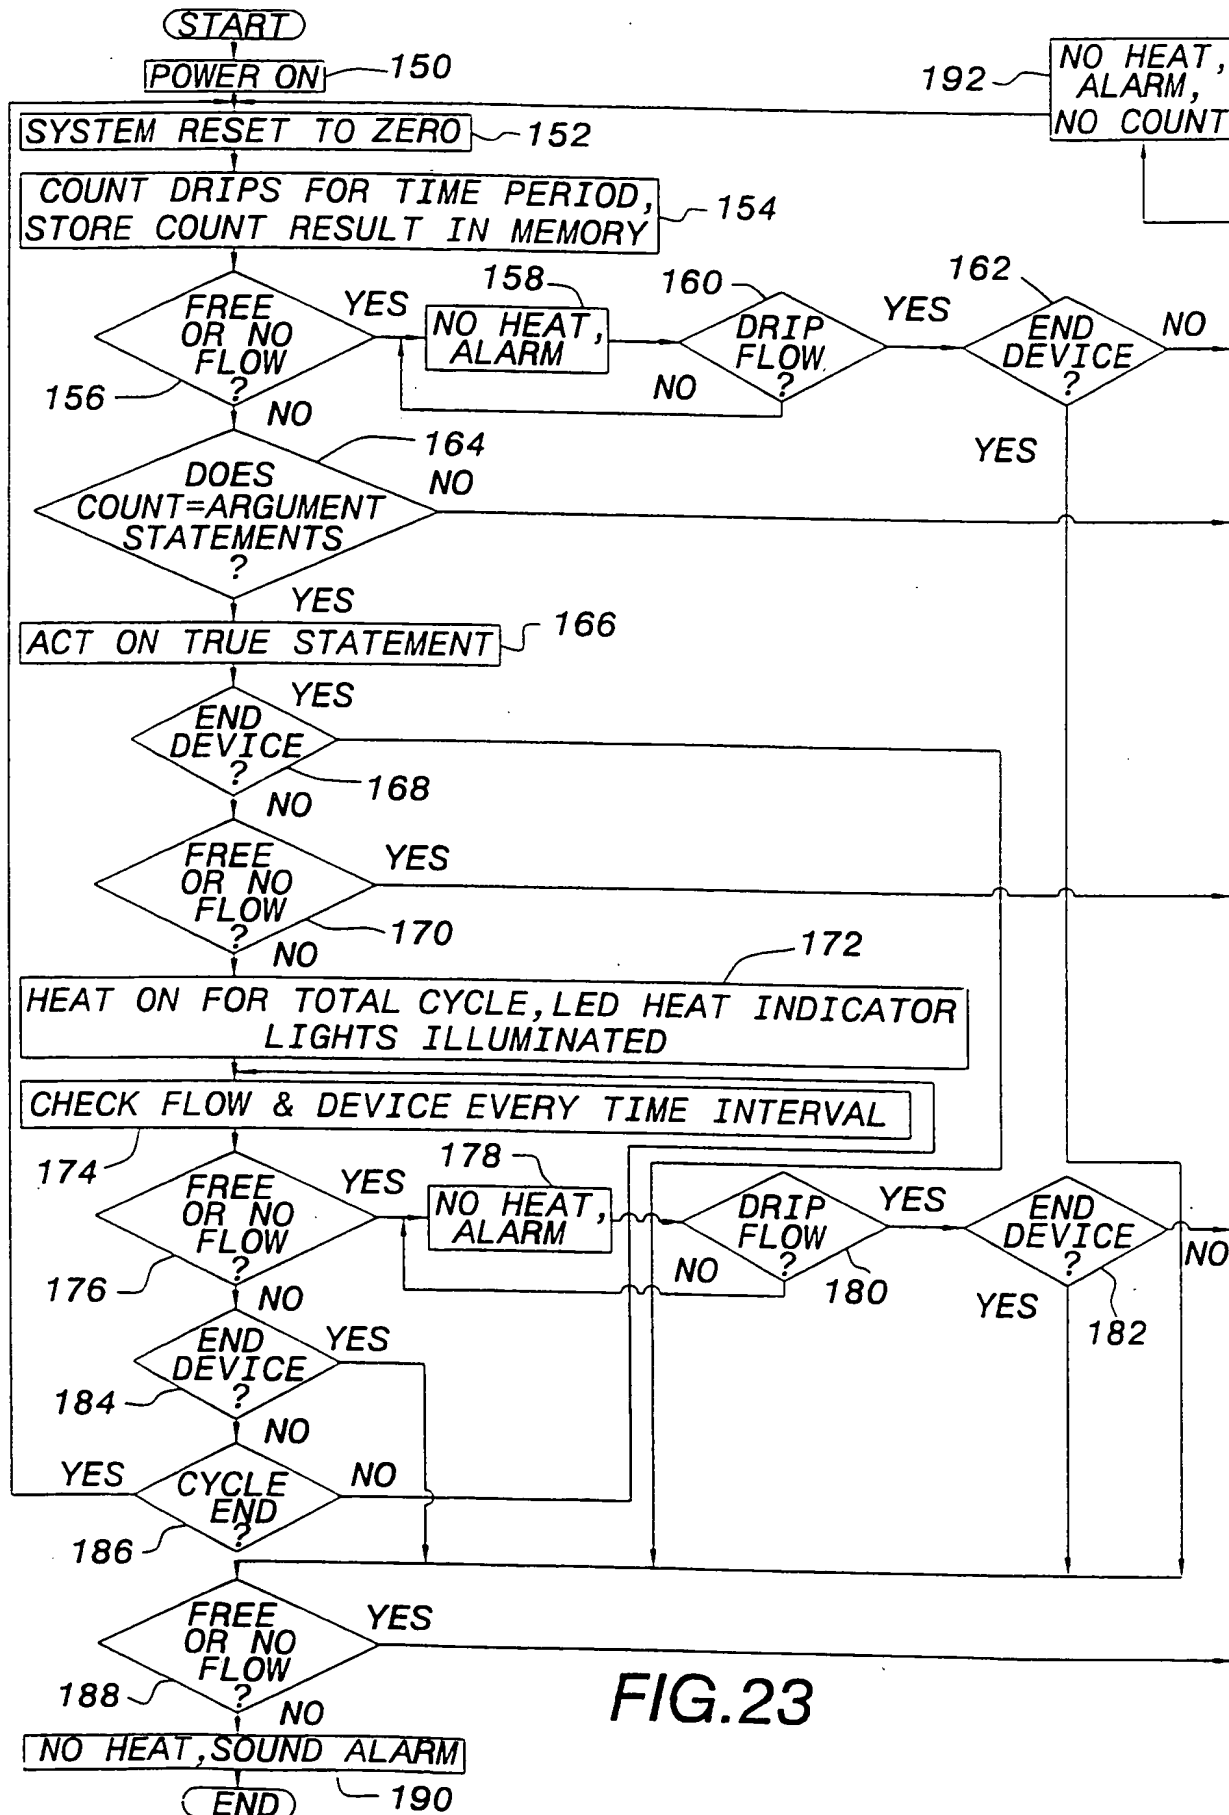 START
POWER ON
150
SYSTEM RESET TO ZERO
152
192
NO HEAT,
ALARM,
NO COUNT
COUNT DRIPS FOR TIME PERIOD,
STORE COUNT RESULT IN MEMORY
154
FREE
OR NO
FLOW
?
156
YES
NO
158
NO HEAT,
ALARM
160
DRIP
FLOW
?
YES
NO
162
END
DEVICE
?
NO
YES
164
DOES
COUNT=ARGUMENT
STATEMENTS
?
NO
YES
ACT ON TRUE STATEMENT
166
END
DEVICE
?
YES
168
NO
FREE
OR NO
FLOW
?
YES
170
NO
172
HEAT ON FOR TOTAL CYCLE, LED HEAT INDICATOR
LIGHTS ILLUMINATED
CHECK FLOW & DEVICE EVERY TIME INTERVAL
174
FREE
OR NO
FLOW
?
176
YES
NO
178
NO HEAT,
ALARM
DRIP
FLOW
?
YES
NO
180
END
DEVICE
?
NO
YES
182
END
DEVICE
?
YES
184
NO
YES
CYCLE
END
?
NO
186
FREE
OR NO
FLOW
?
YES
188
NO
NO HEAT, SOUND ALARM
190
END
FIG.23